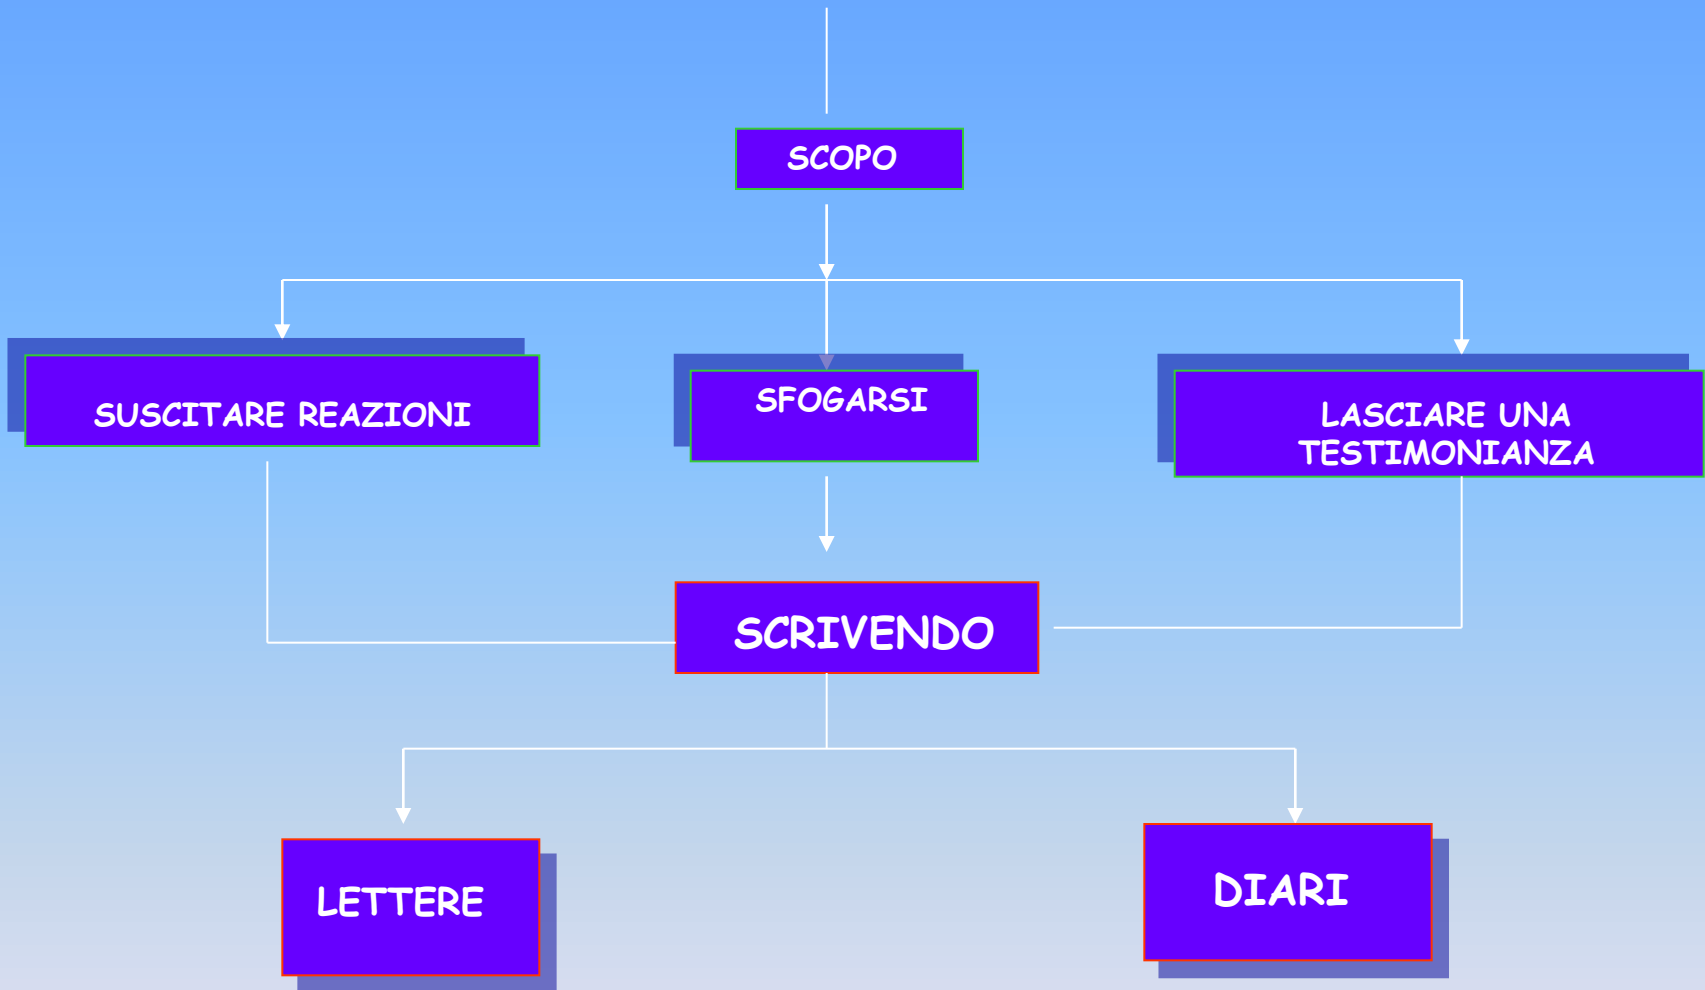 SCOPO
SUSCITARE REAZIONI
SFOGARSI
LASCIARE UNA
TESTIMONIANZA
SCRIVENDO
LETTERE
DIARI